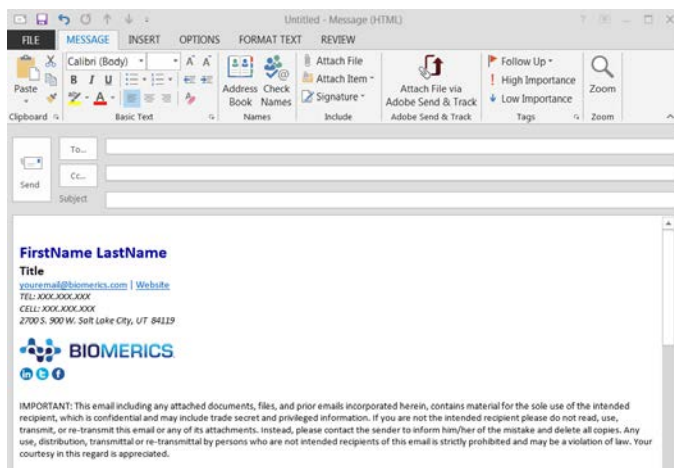 Untitled - Message (HTML)
FILE MESSAGE INSERT OPTIONS FORMAT TEXT REVIEW
Calibri (Body)
Paste
B I U
Address Book
Check Names
Attach File
Attach Item
Signature
Attach File via
Adobe Send & Track
Follow Up
High Importance
Low Importance
Zoom
Clipboard Basic Text Names Include Adobe Send & Track Tags Zoom
To...
Cc...
Send
Subject
FirstName LastName
Title
youremail@biomerics.com | Website
TEL: XXX.XXX.XXX
CELL: XXX.XXX.XXX
2700 S. 900 W. Salt Lake City, UT 84119
BIOMERICS
IMPORTANT: This email including any attached documents, files, and prior emails incorporated herein, contains material for the sole use of the intended
recipient, which is confidential and may include trade secret and privileged information. If you are not the intended recipient please do not read, use,
transmit, or re-transmit this email or any of its attachments. Instead, please contact the sender to inform him/her of the mistake and delete all copies. Any
use, distribution, transmittal or re-transmittal by persons who are not intended recipients of this email is strictly prohibited and may be a violation of law. Your
courtesy in this regard is appreciated.